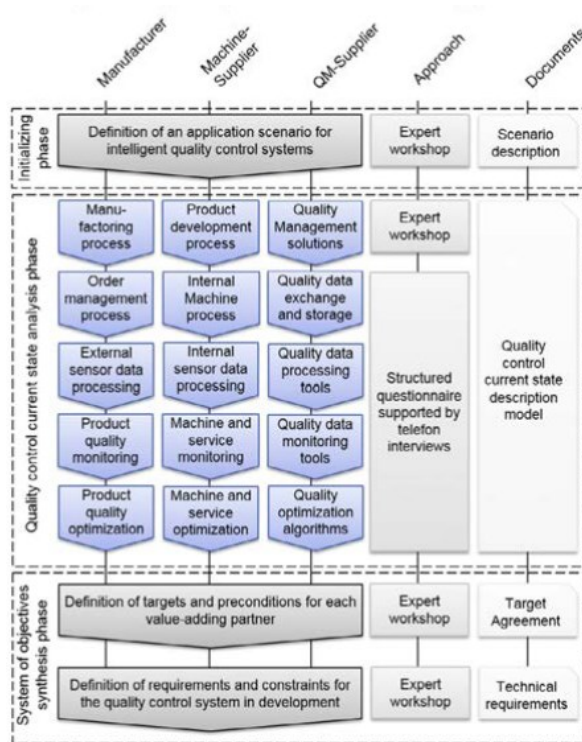 Manufacturer
Machine-
Supplier
QM-Supplier
Approach
Documents
Initializing
phase
Definition of an application scenario for
intelligent quality control systems
Expert
workshop
Scenario
description
Quality control current state analysis phase
Manu-
factoring
process
Product
development
process
Quality
Management
solutions
Expert
workshop
Quality
control
current state
description
model
Order
management
process
Internal
Machine
process
Quality data
exchange
and storage
Structured
questionnaire
supported by
telefon
interviews
External
sensor data
processing
Internal
sensor data
processing
Quality data
processing
tools
Product
quality
monitoring
Machine and
service
monitoring
Quality data
monitoring
tools
Product
quality
optimization
Machine and
service
optimization
Quality
optimization
algorithms
System of objectives
synthesis phase
Definition of targets and preconditions for each
value-adding partner
Expert
workshop
Target
Agreement
Definition of requirements and constraints for
the quality control system in development
Expert
workshop
Technical
requirements